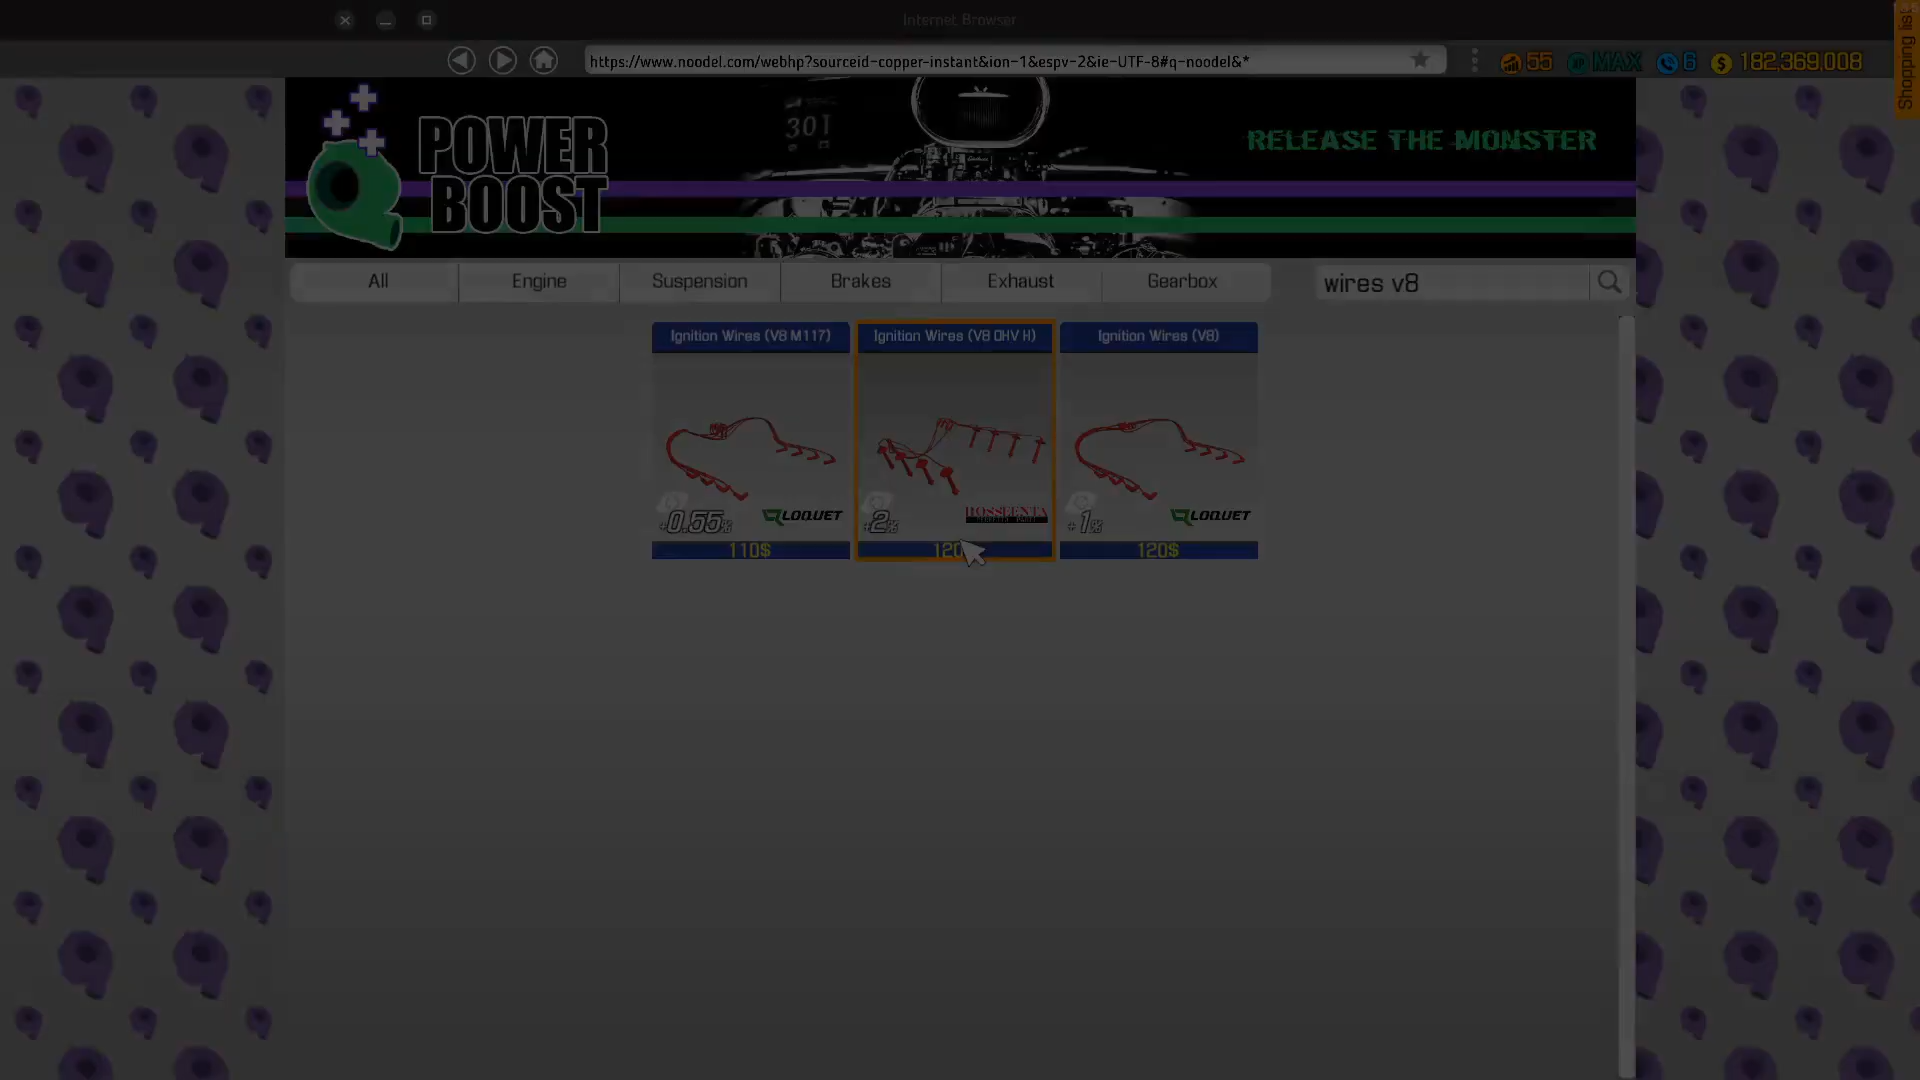 Internet Browser
https://www.noodel.com/webhp?sourceid-copper-instant&ion-1&espv-2&ie-UTF-8#q-noodel&*
55 MAX 6 182,369,008
Shopping list
POWER
BOOST
301
RELEASE THE MONSTER
All Engine Suspension Brakes Exhaust Gearbox wires v8
Ignition Wires (V8 M117) Ignition Wires (V8 OHV H) Ignition Wires (V8)
+0.55% LOQUET +2% +1% LOQUET
110$ 120 120$